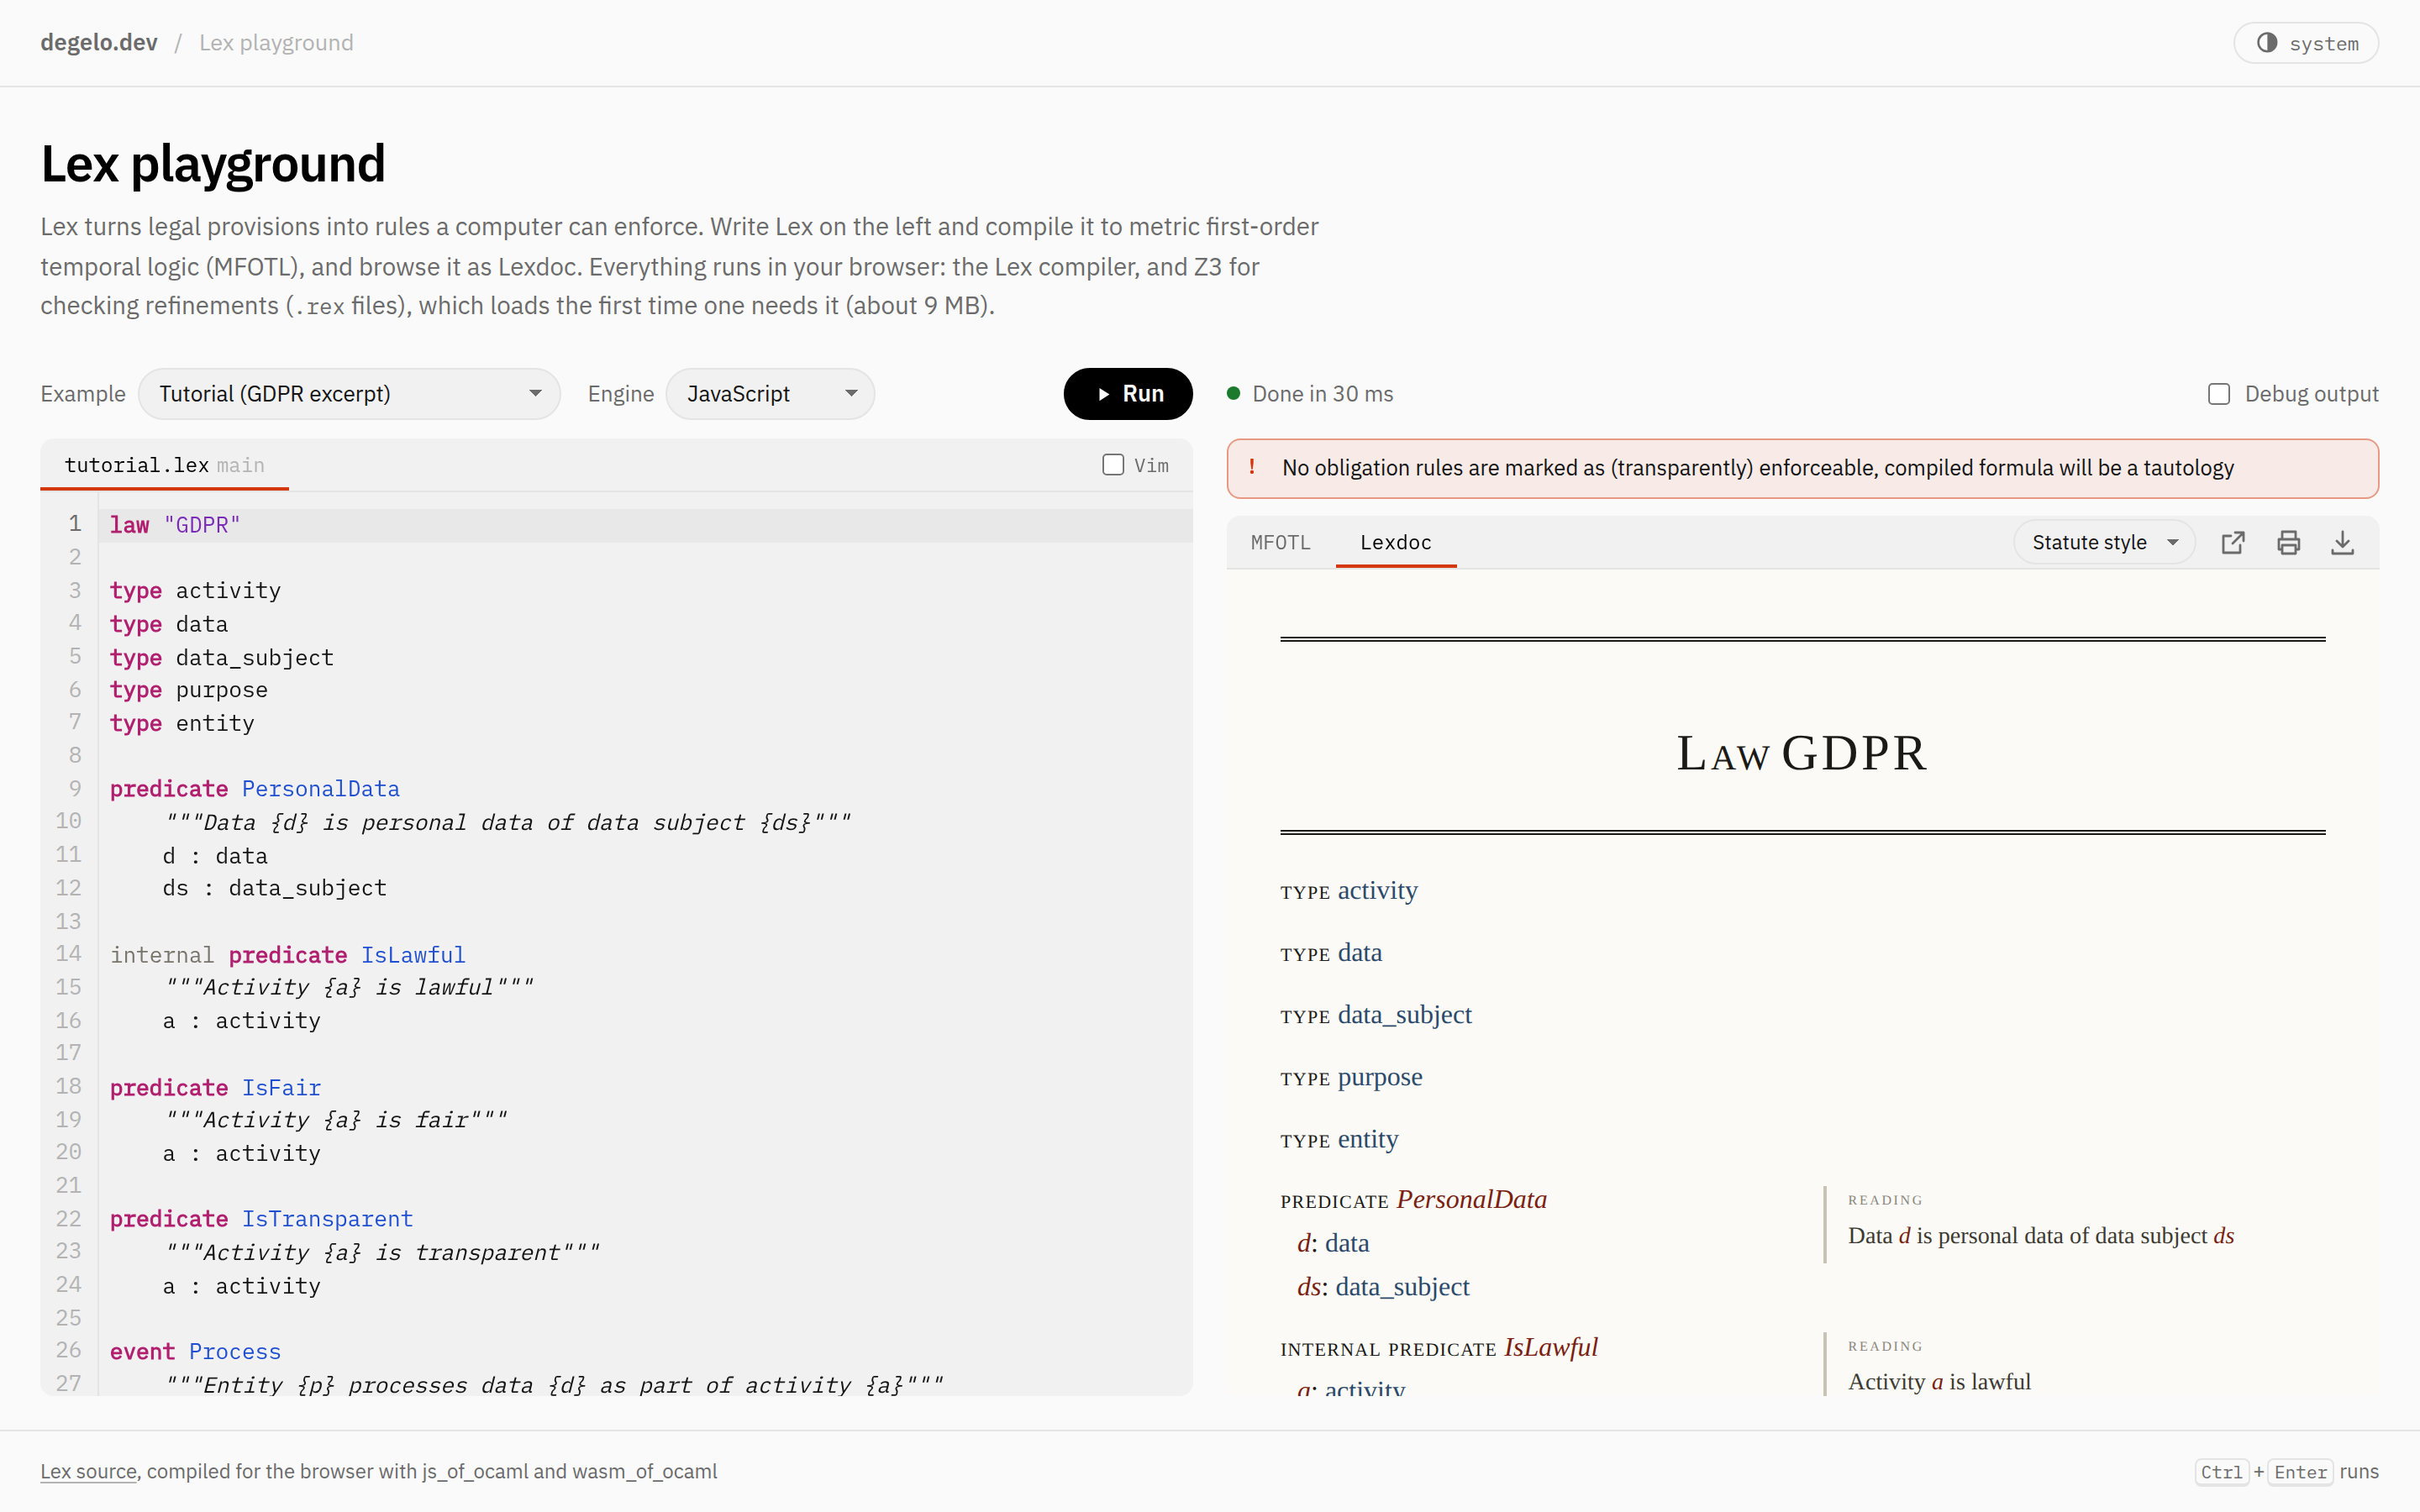 degelo.dev / Lex playground
system
Lex playground
Lex turns legal provisions into rules a computer can enforce. Write Lex on the left and compile it to metric first-order
temporal logic (MFOTL), and browse it as Lexdoc. Everything runs in your browser: the Lex compiler, and Z3 for
checking refinements (.rex files), which loads the first time one needs it (about 9 MB).
Example Tutorial (GDPR excerpt) Engine JavaScript Run
Done in 30 ms Debug output
tutorial.lex main Vim
1 law "GDPR"
2
3 type activity
4 type data
5 type data_subject
6 type purpose
7 type entity
8
9 predicate PersonalData
10 """Data {d} is personal data of data subject {ds}"""
11 d : data
12 ds : data_subject
13
14 internal predicate IsLawful
15 """Activity {a} is lawful"""
16 a : activity
17
18 predicate IsFair
19 """Activity {a} is fair"""
20 a : activity
21
22 predicate IsTransparent
23 """Activity {a} is transparent"""
24 a : activity
25
26 event Process
27 """Entity {p} processes data {d} as part of activity {a}"""
! No obligation rules are marked as (transparently) enforceable, compiled formula will be a tautology
MFOTL Lexdoc Statute style
Law GDPR
TYPE activity
TYPE data
TYPE data_subject
TYPE purpose
TYPE entity
PREDICATE PersonalData
d: data
ds: data_subject
READING
Data d is personal data of data subject ds
INTERNAL PREDICATE IsLawful
a: activity
READING
Activity a is lawful
Lex source, compiled for the browser with js_of_ocaml and wasm_of_ocaml
Ctrl + Enter runs